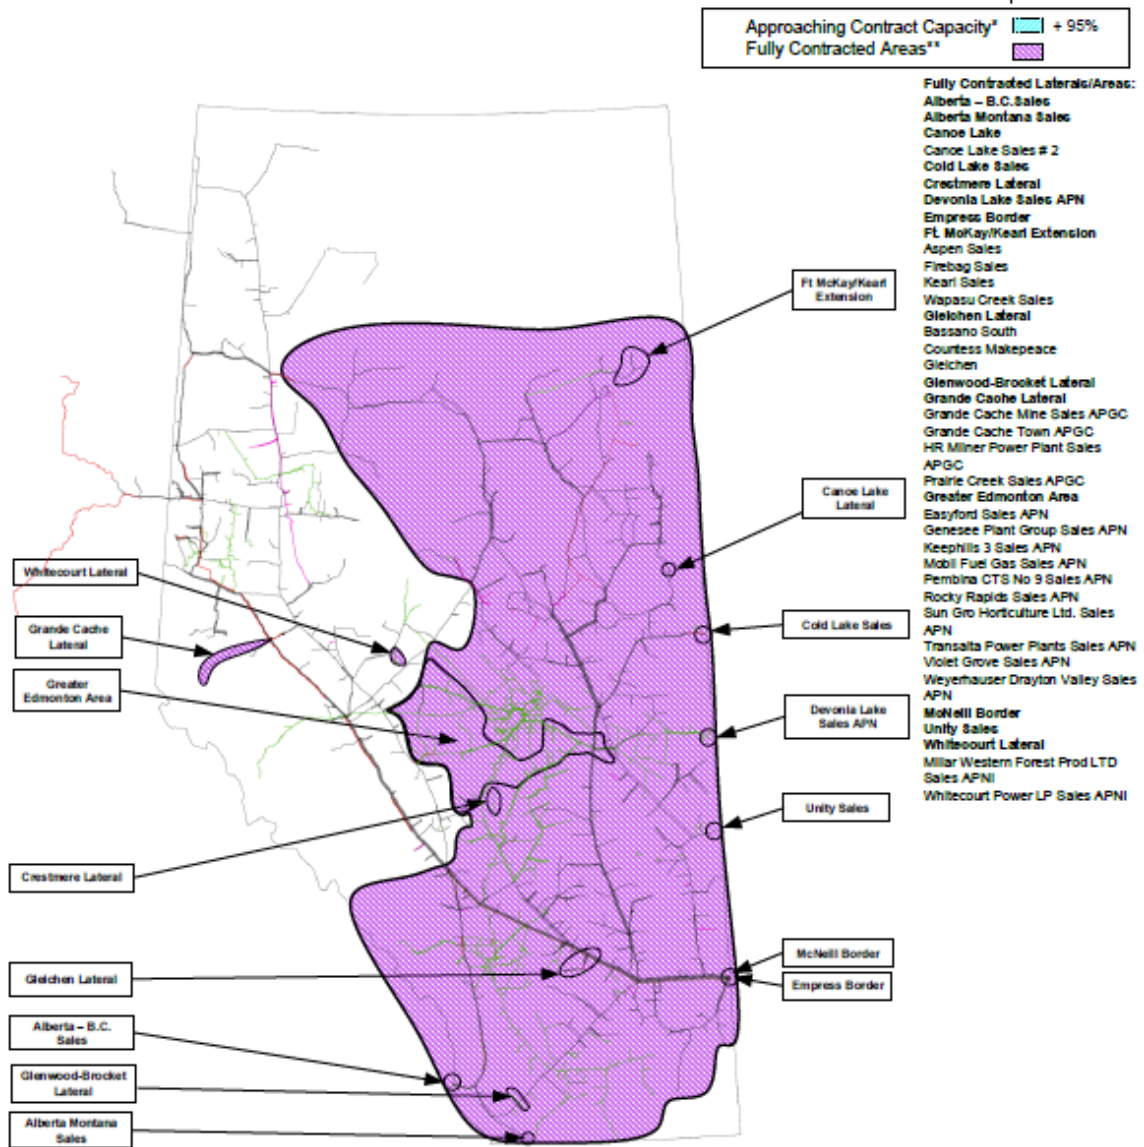 Approaching Contract Capacity* + 95%
Fully Contracted Areas**
Fully Contracted Laterals/Areas:
Alberta – B.C.Sales
Alberta Montana Sales
Canoe Lake
Canoe Lake Sales # 2
Cold Lake Sales
Crestmere Lateral
Devonia Lake Sales APN
Empress Border
Ft. McKay/Kearl Extension
Aspen Sales
Firebag Sales
Kearl Sales
Wapasu Creek Sales
Gleichen Lateral
Bassano South
Countess Makepeace
Gleichen
Glenwood-Brocket Lateral
Grande Cache Lateral
Grande Cache Mine Sales APGC
Grande Cache Town APGC
HR Milner Power Plant Sales
APGC
Prairie Creek Sales APGC
Greater Edmonton Area
Easyford Sales APN
Genesee Plant Group Sales APN
Keephills 3 Sales APN
Mobil Fuel Gas Sales APN
Pembina CTS No 9 Sales APN
Rocky Rapids Sales APN
Sun Gro Horticulture Ltd. Sales
APN
Transalta Power Plants Sales APN
Violet Grove Sales APN
Weyerhauser Drayton Valley Sales
APN
McNeill Border
Unity Sales
Whitecourt Lateral
Millar Western Forest Prod LTD
Sales APNI
Whitecourt Power LP Sales APNI
Ft McKay/Kearl
Extension
Canoe Lake
Lateral
Cold Lake Sales
Devonia Lake
Sales APN
Unity Sales
McNeill Border
Empress Border
Whitecourt Lateral
Grande Cache
Lateral
Greater
Edmonton Area
Crestmere Lateral
Gleichen Lateral
Alberta – B.C.
Sales
Glenwood-Brocket
Lateral
Alberta Montana
Sales